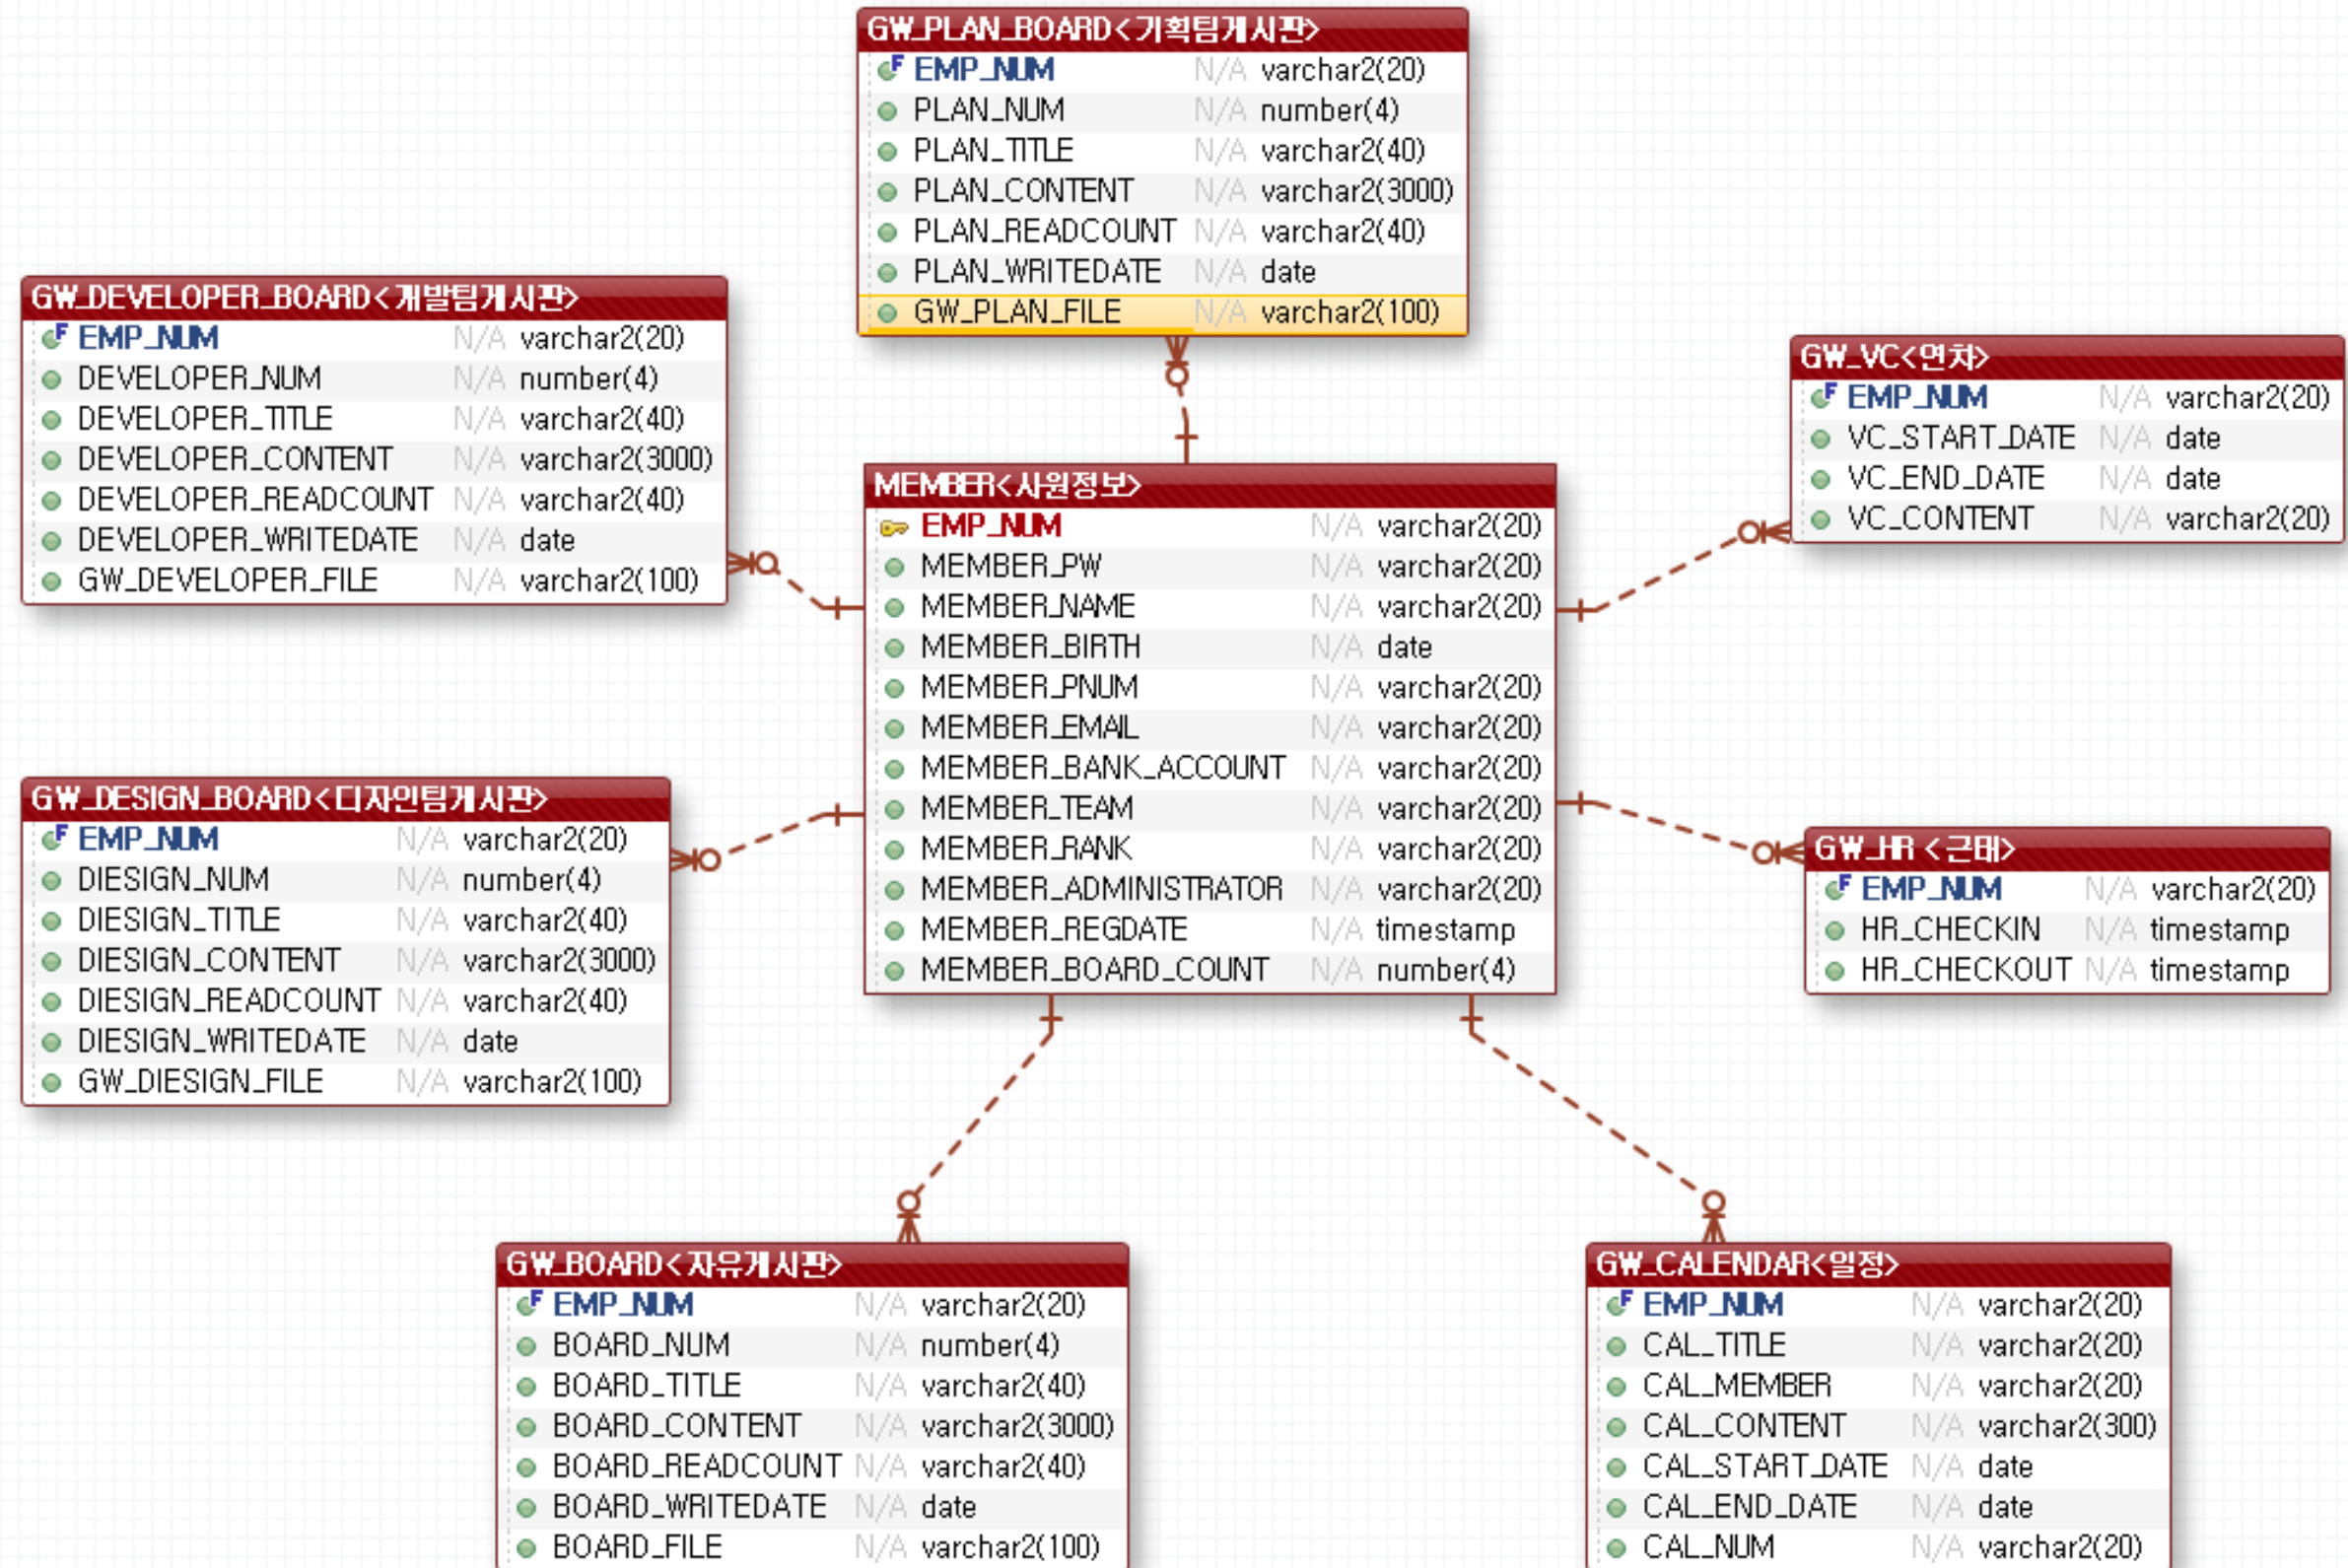 GW_PLAN_BOARD<기획팀게시판>
EMP_NUM N/A varchar2(20)
PLAN_NUM N/A number(4)
PLAN_TITLE N/A varchar2(40)
PLAN_CONTENT N/A varchar2(3000)
PLAN_READCOUNT N/A varchar2(40)
PLAN_WRITEDATE N/A date
GW_PLAN_FILE N/A varchar2(100)
GW_DEVELOPER_BOARD<개발팀게시판>
EMP_NUM N/A varchar2(20)
DEVELOPER_NUM N/A number(4)
DEVELOPER_TITLE N/A varchar2(40)
DEVELOPER_CONTENT N/A varchar2(3000)
DEVELOPER_READCOUNT N/A varchar2(40)
DEVELOPER_WRITEDATE N/A date
GW_DEVELOPER_FILE N/A varchar2(100)
GW_VC<연차>
EMP_NUM N/A varchar2(20)
VC_START_DATE N/A date
VC_END_DATE N/A date
VC_CONTENT N/A varchar2(20)
MEMBER<사원정보>
EMP_NUM N/A varchar2(20)
MEMBER_PW N/A varchar2(20)
MEMBER_NAME N/A varchar2(20)
MEMBER_BIRTH N/A date
MEMBER_PNUM N/A varchar2(20)
MEMBER_EMAIL N/A varchar2(20)
MEMBER_BANK_ACCOUNT N/A varchar2(20)
MEMBER_TEAM N/A varchar2(20)
MEMBER_RANK N/A varchar2(20)
MEMBER_ADMINISTRATOR N/A varchar2(20)
MEMBER_REGDATE N/A timestamp
MEMBER_BOARD_COUNT N/A number(4)
GW_DESIGN_BOARD<디자인팀게시판>
EMP_NUM N/A varchar2(20)
DIESIGN_NUM N/A number(4)
DIESIGN_TITLE N/A varchar2(40)
DIESIGN_CONTENT N/A varchar2(3000)
DIESIGN_READCOUNT N/A varchar2(40)
DIESIGN_WRITEDATE N/A date
GW_DIESIGN_FILE N/A varchar2(100)
GW_HR <근태>
EMP_NUM N/A varchar2(20)
HR_CHECKIN N/A timestamp
HR_CHECKOUT N/A timestamp
GW_BOARD<자유게시판>
EMP_NUM N/A varchar2(20)
BOARD_NUM N/A number(4)
BOARD_TITLE N/A varchar2(40)
BOARD_CONTENT N/A varchar2(3000)
BOARD_READCOUNT N/A varchar2(40)
BOARD_WRITEDATE N/A date
BOARD_FILE N/A varchar2(100)
GW_CALENDAR<일정>
EMP_NUM N/A varchar2(20)
CAL_TITLE N/A varchar2(20)
CAL_MEMBER N/A varchar2(20)
CAL_CONTENT N/A varchar2(300)
CAL_START_DATE N/A date
CAL_END_DATE N/A date
CAL_NUM N/A varchar2(20)